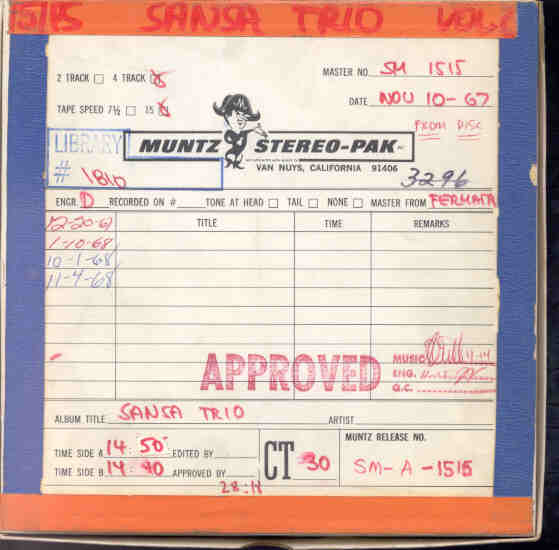 1515 SANSA TRIO VOL 1
2 TRACK 4 TRACK
MASTER NO. SM 1515
TAPE SPEED 7½ 15
DATE NOV 10-67
FROM DISC
LIBRARY
# 1810
MUNTZ STEREO-PAK
VAN NUYS, CALIFORNIA 91406
3296
ENGR. D RECORDED ON # TONE AT HEAD TAIL NONE MASTER FROM FERMATA
TITLE TIME REMARKS
12-20-67
1-10-68
10-1-68
11-4-68
APPROVED
MUSIC
ENG.
Q.C.
ALBUM TITLE SANSA TRIO ARTIST
TIME SIDE A 14:50 EDITED BY
TIME SIDE B 14:40 APPROVED BY
28:11
CT 30
MUNTZ RELEASE NO.
SM-A-1515